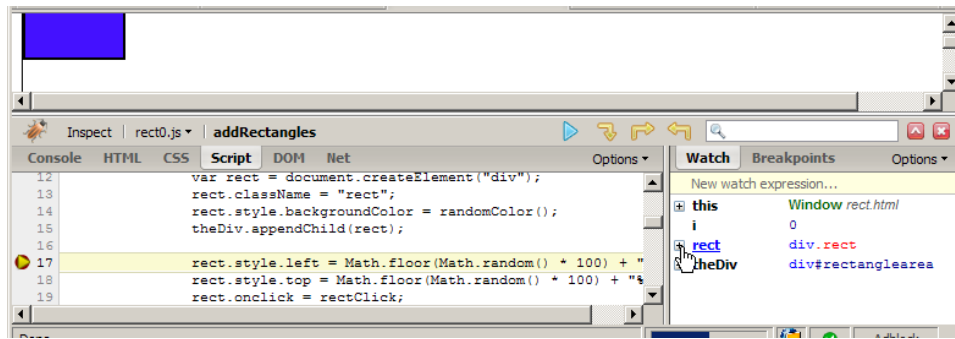 Inspect rect0.js addRectangles
Console HTML CSS Script DOM Net Options
Watch Breakpoints Options
12 var rect = document.createElement("div");
13 rect.className = "rect";
14 rect.style.backgroundColor = randomColor();
15 theDiv.appendChild(rect);
16
17 rect.style.left = Math.floor(Math.random() * 100) + "
18 rect.style.top = Math.floor(Math.random() * 100) + "%
19 rect.onclick = rectClick;
New watch expression...
this Window rect.html
i 0
rect div.rect
theDiv div#rectanglearea
Done
Adblock